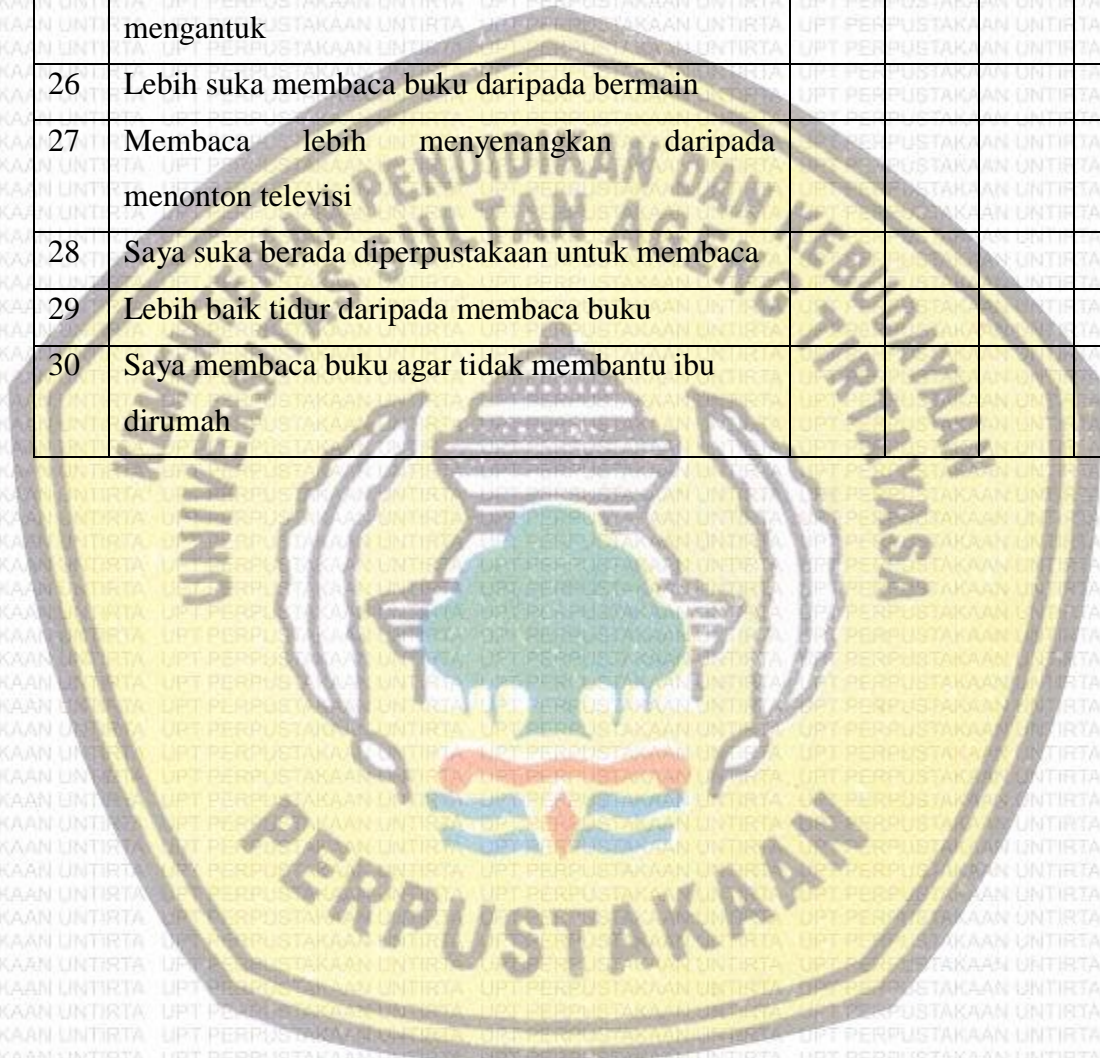 mengantuk
26 Lebih suka membaca buku daripada bermain
27 Membaca lebih menyenangkan daripada
menonton televisi
28 Saya suka berada diperpustakaan untuk membaca
29 Lebih baik tidur daripada membaca buku
30 Saya membaca buku agar tidak membantu ibu
dirumah
KEMENTERIAN PENDIDIKAN DAN KEBUDAYAAN
UNIVERSITAS SULTAN AGENG TIRTAYASA
PERPUSTAKAAN